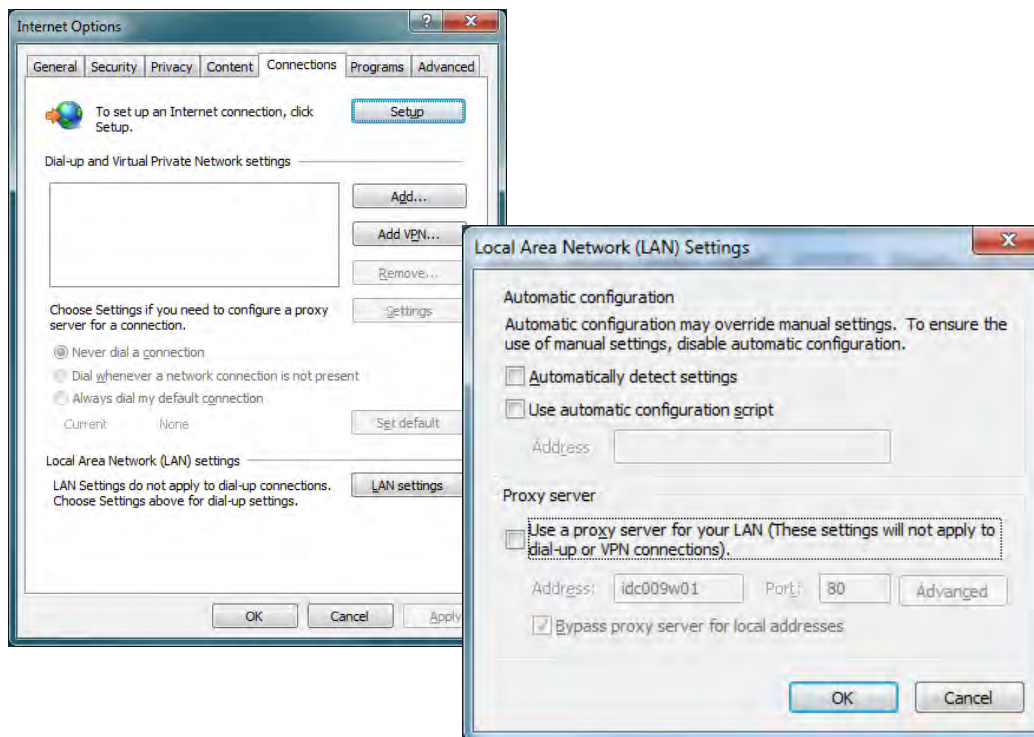 Internet Options
?
X
General Security Privacy Content Connections Programs Advanced
To set up an Internet connection, click
Setup.
Setup
Dial-up and Virtual Private Network settings
Add...
Add VPN...
Remove...
Choose Settings if you need to configure a proxy
server for a connection.
Settings
Never dial a connection
Dial whenever a network connection is not present
Always dial my default connection
Current None
Set default
Local Area Network (LAN) settings
LAN Settings do not apply to dial-up connections.
Choose Settings above for dial-up settings.
LAN settings
OK Cancel Apply
Local Area Network (LAN) Settings
X
Automatic configuration
Automatic configuration may override manual settings. To ensure the
use of manual settings, disable automatic configuration.
Automatically detect settings
Use automatic configuration script
Address
Proxy server
Use a proxy server for your LAN (These settings will not apply to
dial-up or VPN connections).
Address: idc009w01 Port: 80 Advanced
Bypass proxy server for local addresses
OK Cancel